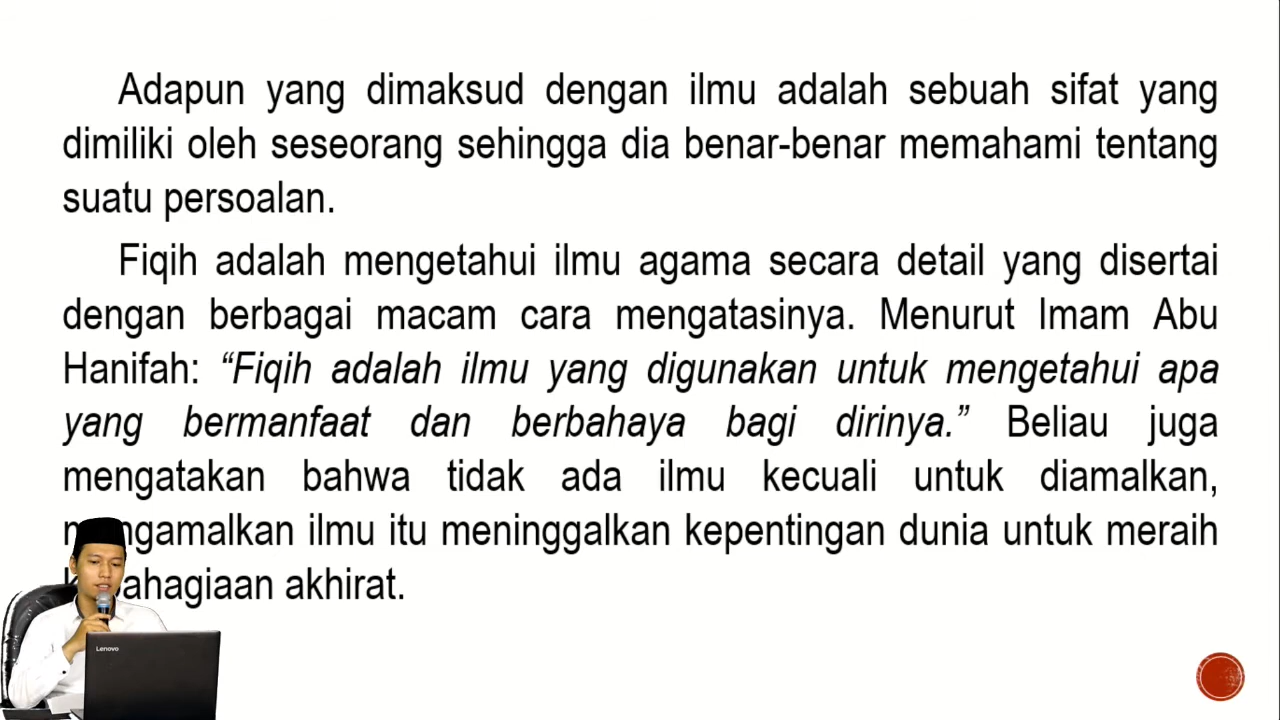 Adapun yang dimaksud dengan ilmu adalah sebuah sifat yang
dimiliki oleh seseorang sehingga dia benar-benar memahami tentang
suatu persoalan.
Fiqih adalah mengetahui ilmu agama secara detail yang disertai
dengan berbagai macam cara mengatasinya. Menurut Imam Abu
Hanifah: “Fiqih adalah ilmu yang digunakan untuk mengetahui apa
yang bermanfaat dan berbahaya bagi dirinya.” Beliau juga
mengatakan bahwa tidak ada ilmu kecuali untuk diamalkan,
ilmu itu meninggalkan kepentingan dunia untuk meraih
akhirat.
Lenovo